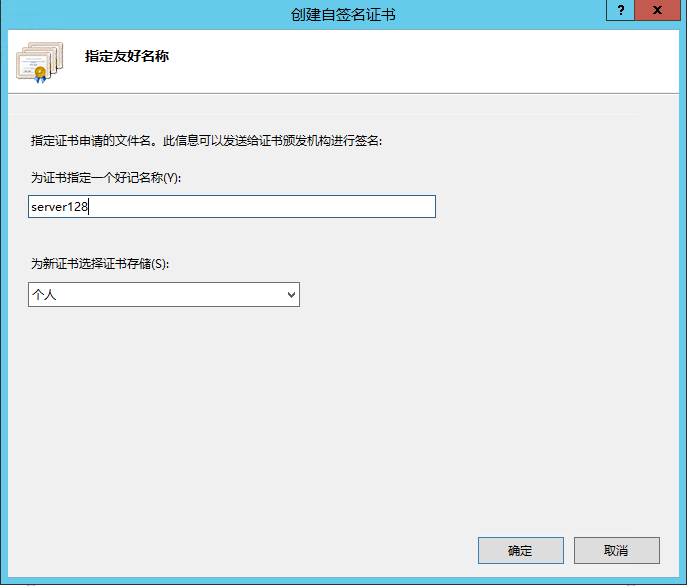 创建自签名证书
?
x
指定友好名称
指定证书申请的文件名。此信息可以发送给证书颁发机构进行签名:
为证书指定一个好记名称(Y):
server128
为新证书选择证书存储(S):
个人
确定
取消